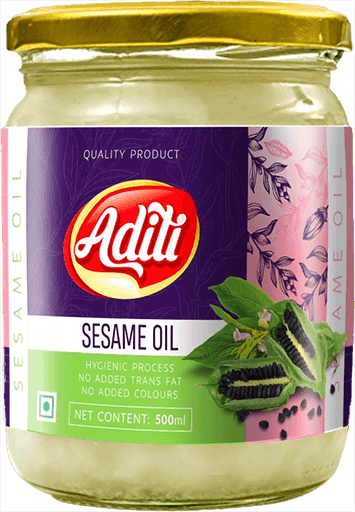 QUALITY PRODUCT
Aditi
SESAME OIL
HYGIENIC PROCESS
NO ADDED TRANS FAT
NO ADDED COLOURS
NET CONTENT: 500ml
SESAME OIL
SESAME OIL